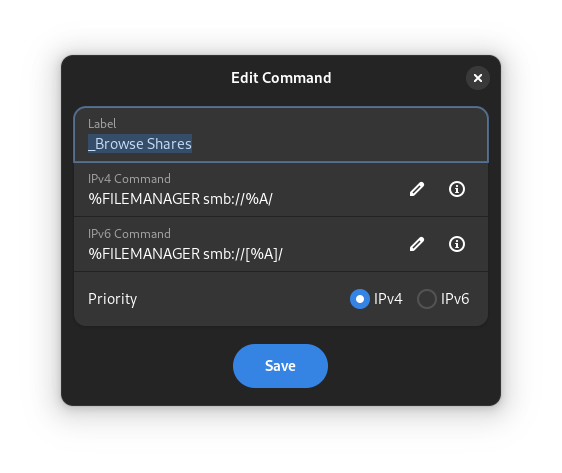 Edit Command
Label
_Browse Shares
IPv4 Command
%FILEMANAGER smb://%A/
IPv6 Command
%FILEMANAGER smb://[%A]/
Priority IPv4 IPv6
Save